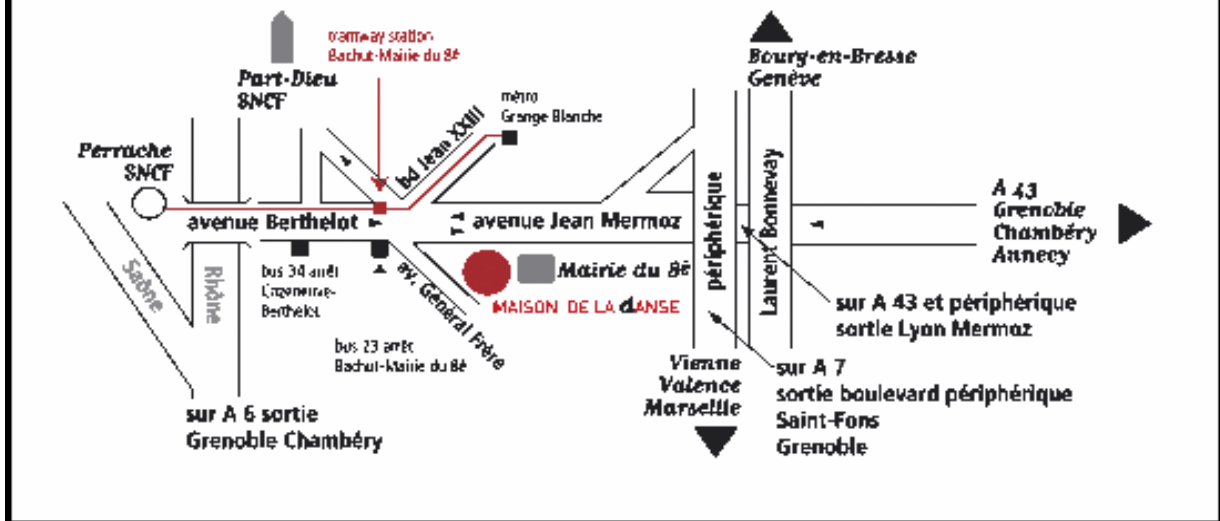 tramway station
Bachut-Mairie du 8è
Part-Dieu
SNCF
Bourg-en-Bresse
Genève
métro
Grange Blanche
bd Jean XXIII
Perrache
SNCF
avenue Berthelot
avenue Jean Mermoz
périphérique
Laurent Bonnevay
A 43
Grenoble
Chambéry
Annecy
Saône
Rhône
bus 34 arrêt
Berthelot
av. Général Frère
Mairie du 8è
MAISON DE LA dANSE
bus 23 arrêt
Bachut-Mairie du 8è
sur A 43 et périphérique
sortie Lyon Mermoz
Vienne
Valence
Marseille
sur A 7
sortie boulevard périphérique
Saint-Fons
Grenoble
sur A 6 sortie
Grenoble Chambéry